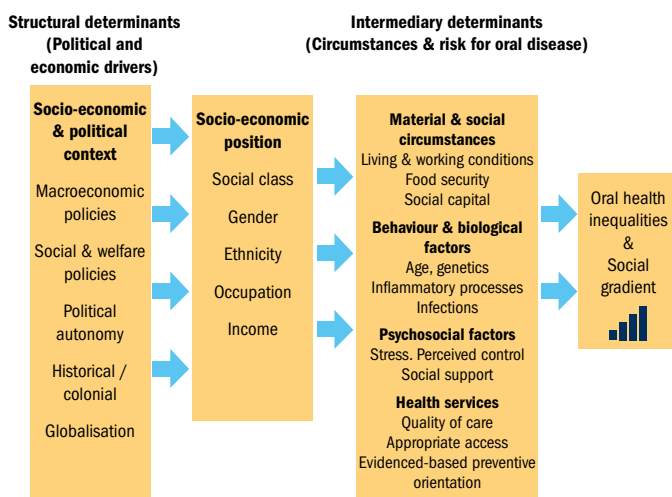 Structural determinants
(Political and
economic drivers)
Intermediary determinants
(Circumstances & risk for oral disease)
Socio-economic
& political
context
Macroeconomic
policies
Social & welfare
policies
Political
autonomy
Historical /
colonial
Globalisation
Socio-economic
position
Social class
Gender
Ethnicity
Occupation
Income
Material & social
circumstances
Living & working conditions
Food security
Social capital
Behaviour & biological
factors
Age, genetics
Inflammatory processes
Infections
Psychosocial factors
Stress. Perceived control
Social support
Health services
Quality of care
Appropriate access
Evidenced-based preventive
orientation
Oral health
inequalities
&
Social
gradient